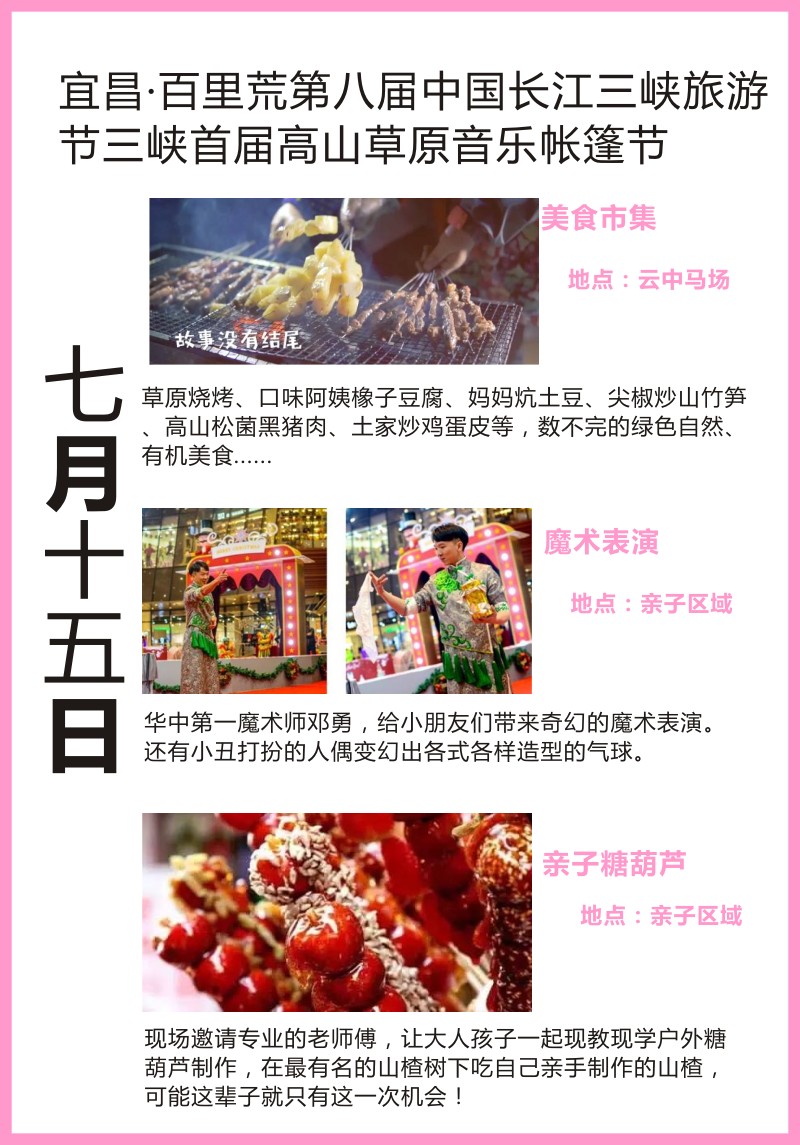 宜昌·百里荒第八届中国长江三峡旅游
节三峡首届高山草原音乐帐篷节
七月十五日
美食市集
地点：云中马场
故事没有结尾
草原烧烤、口味阿姨橡子豆腐、妈妈炕土豆、尖椒炒山竹笋
、高山松菌黑猪肉、土家炒鸡蛋皮等，数不完的绿色自然、
有机美食......
魔术表演
地点：亲子区域
华中第一魔术师邓勇，给小朋友们带来奇幻的魔术表演。
还有小丑打扮的人偶变幻出各式各样造型的气球。
亲子糖葫芦
地点：亲子区域
现场邀请专业的老师傅，让大人孩子一起现教现学户外糖
葫芦制作，在最有名的山楂树下吃自己亲手制作的山楂，
可能这辈子就只有这一次机会！